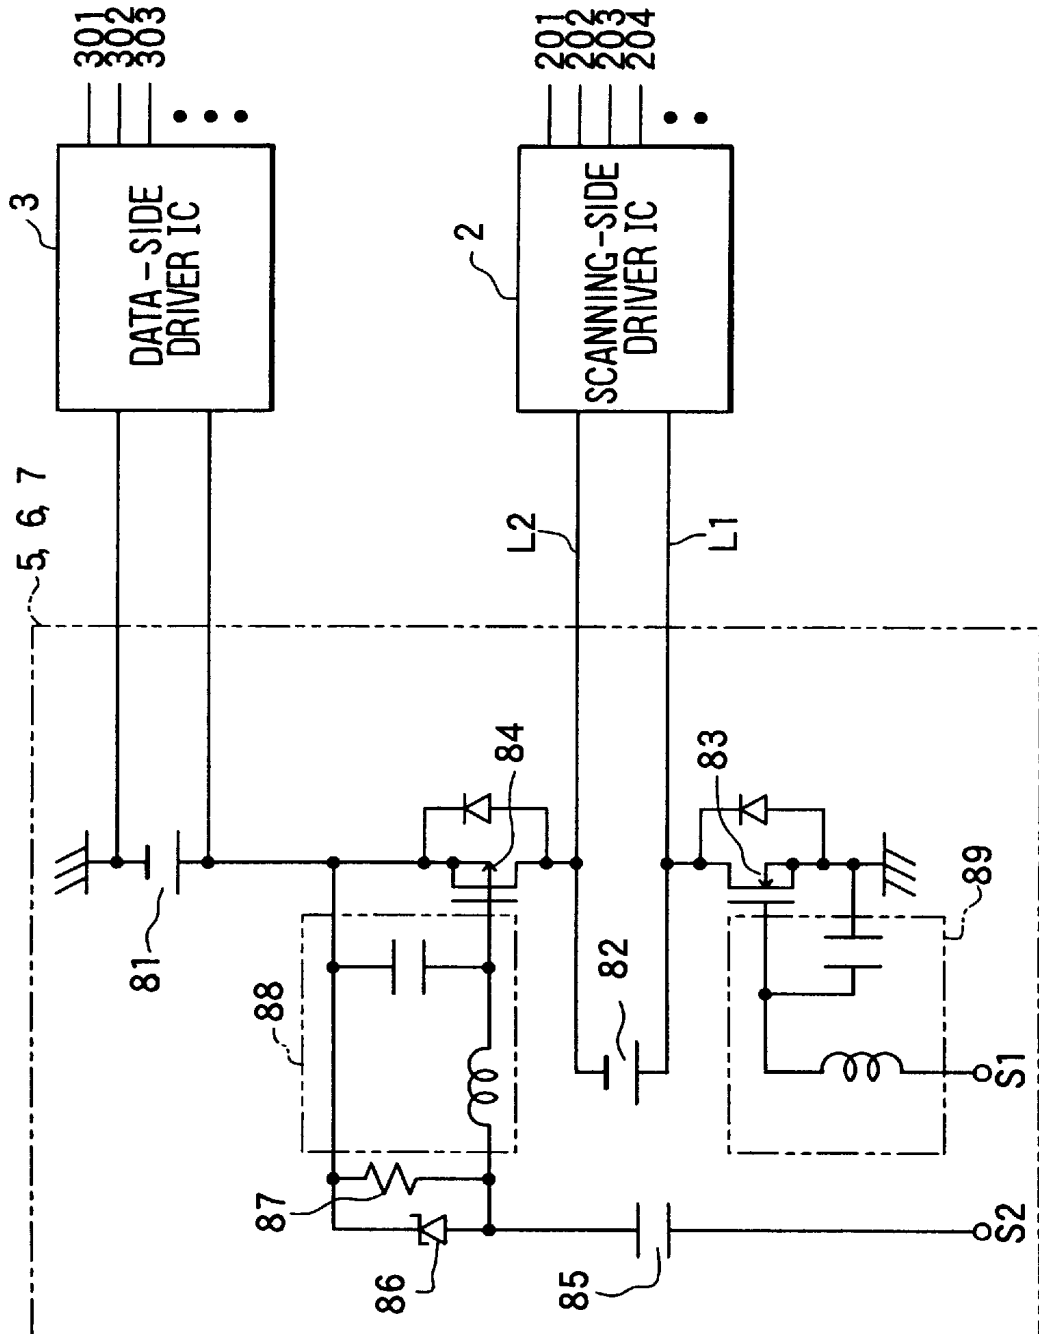 301
302
303
3
DATA-SIDE
DRIVER IC
201
202
203
204
2
SCANNING-SIDE
DRIVER IC
5, 6, 7
L2
L1
81
84
83
82
88
89
87
86
85
S1
S2